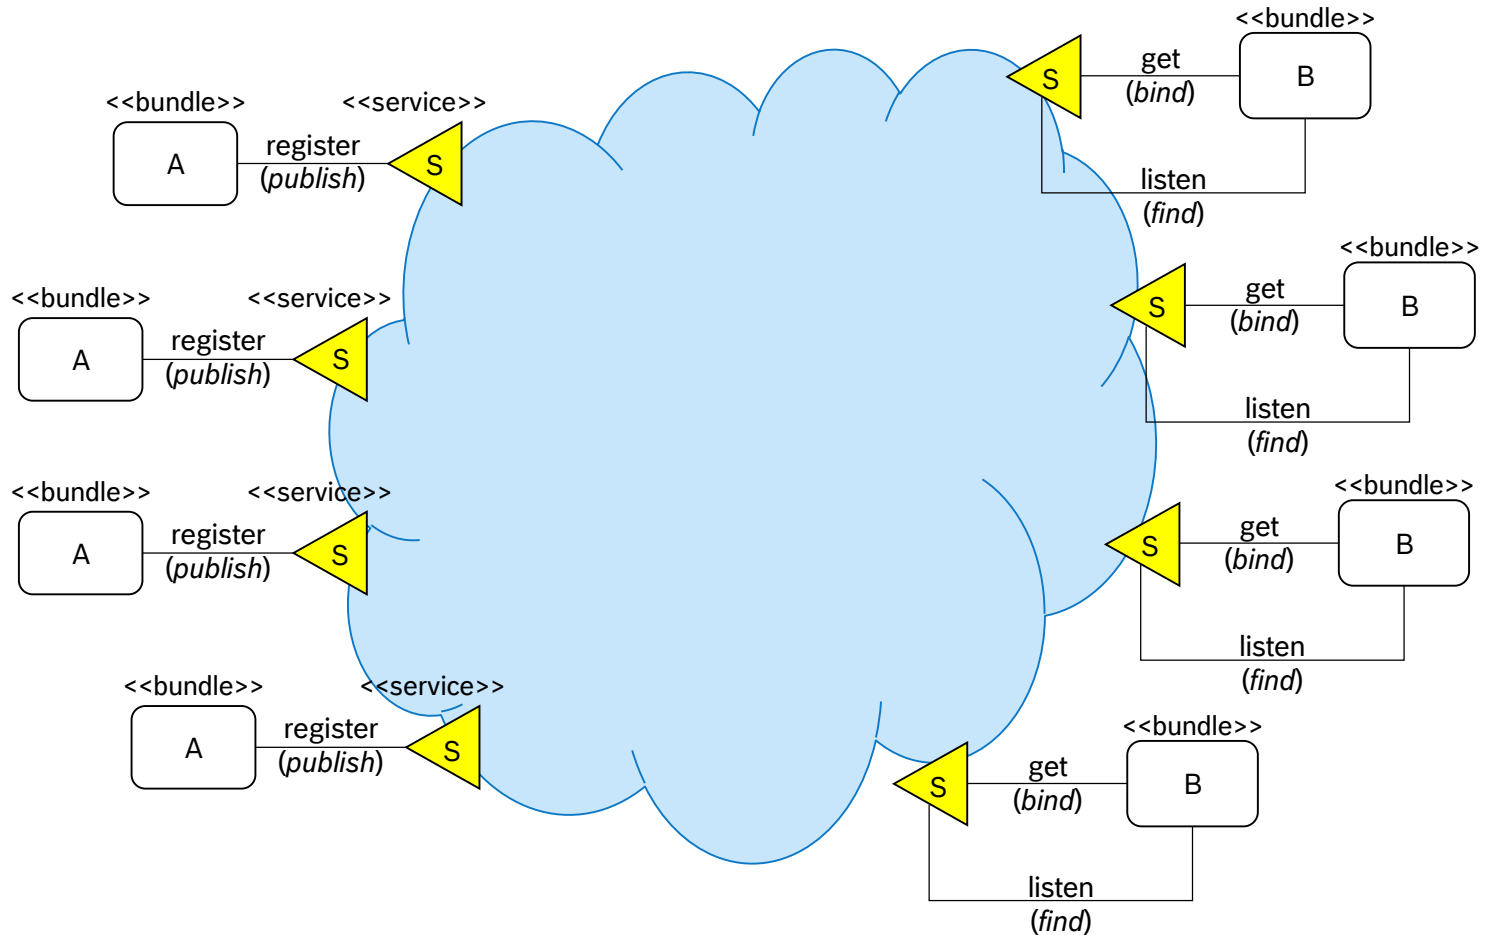 <<bundle>>
<<service>>
A
register
(publish)
S
<<bundle>>
<<service>>
A
register
(publish)
S
<<bundle>>
<<service>>
A
register
(publish)
S
<<bundle>>
<<service>>
A
register
(publish)
S
<<bundle>>
S
get
(bind)
B
listen
(find)
<<bundle>>
S
get
(bind)
B
listen
(find)
<<bundle>>
S
get
(bind)
B
listen
(find)
<<bundle>>
S
get
(bind)
B
listen
(find)